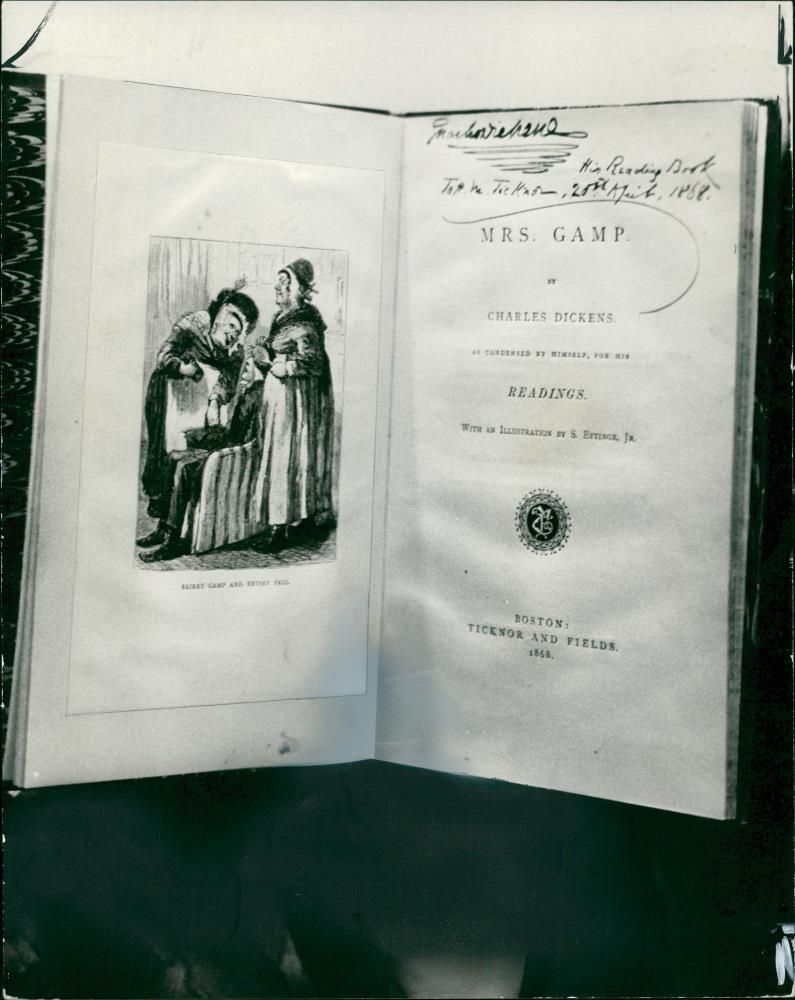 SAIREY GAMP AND BETSEY PRIG.
Charles Dickens
His Reading Book
To H. M. Ticknor, 20th April, 1868.
MRS. GAMP.
BY
CHARLES DICKENS.
AS CONDENSED BY HIMSELF, FOR HIS
READINGS.
WITH AN ILLUSTRATION BY S. EYTINGE, JR.
BOSTON:
TICKNOR AND FIELDS.
1868.